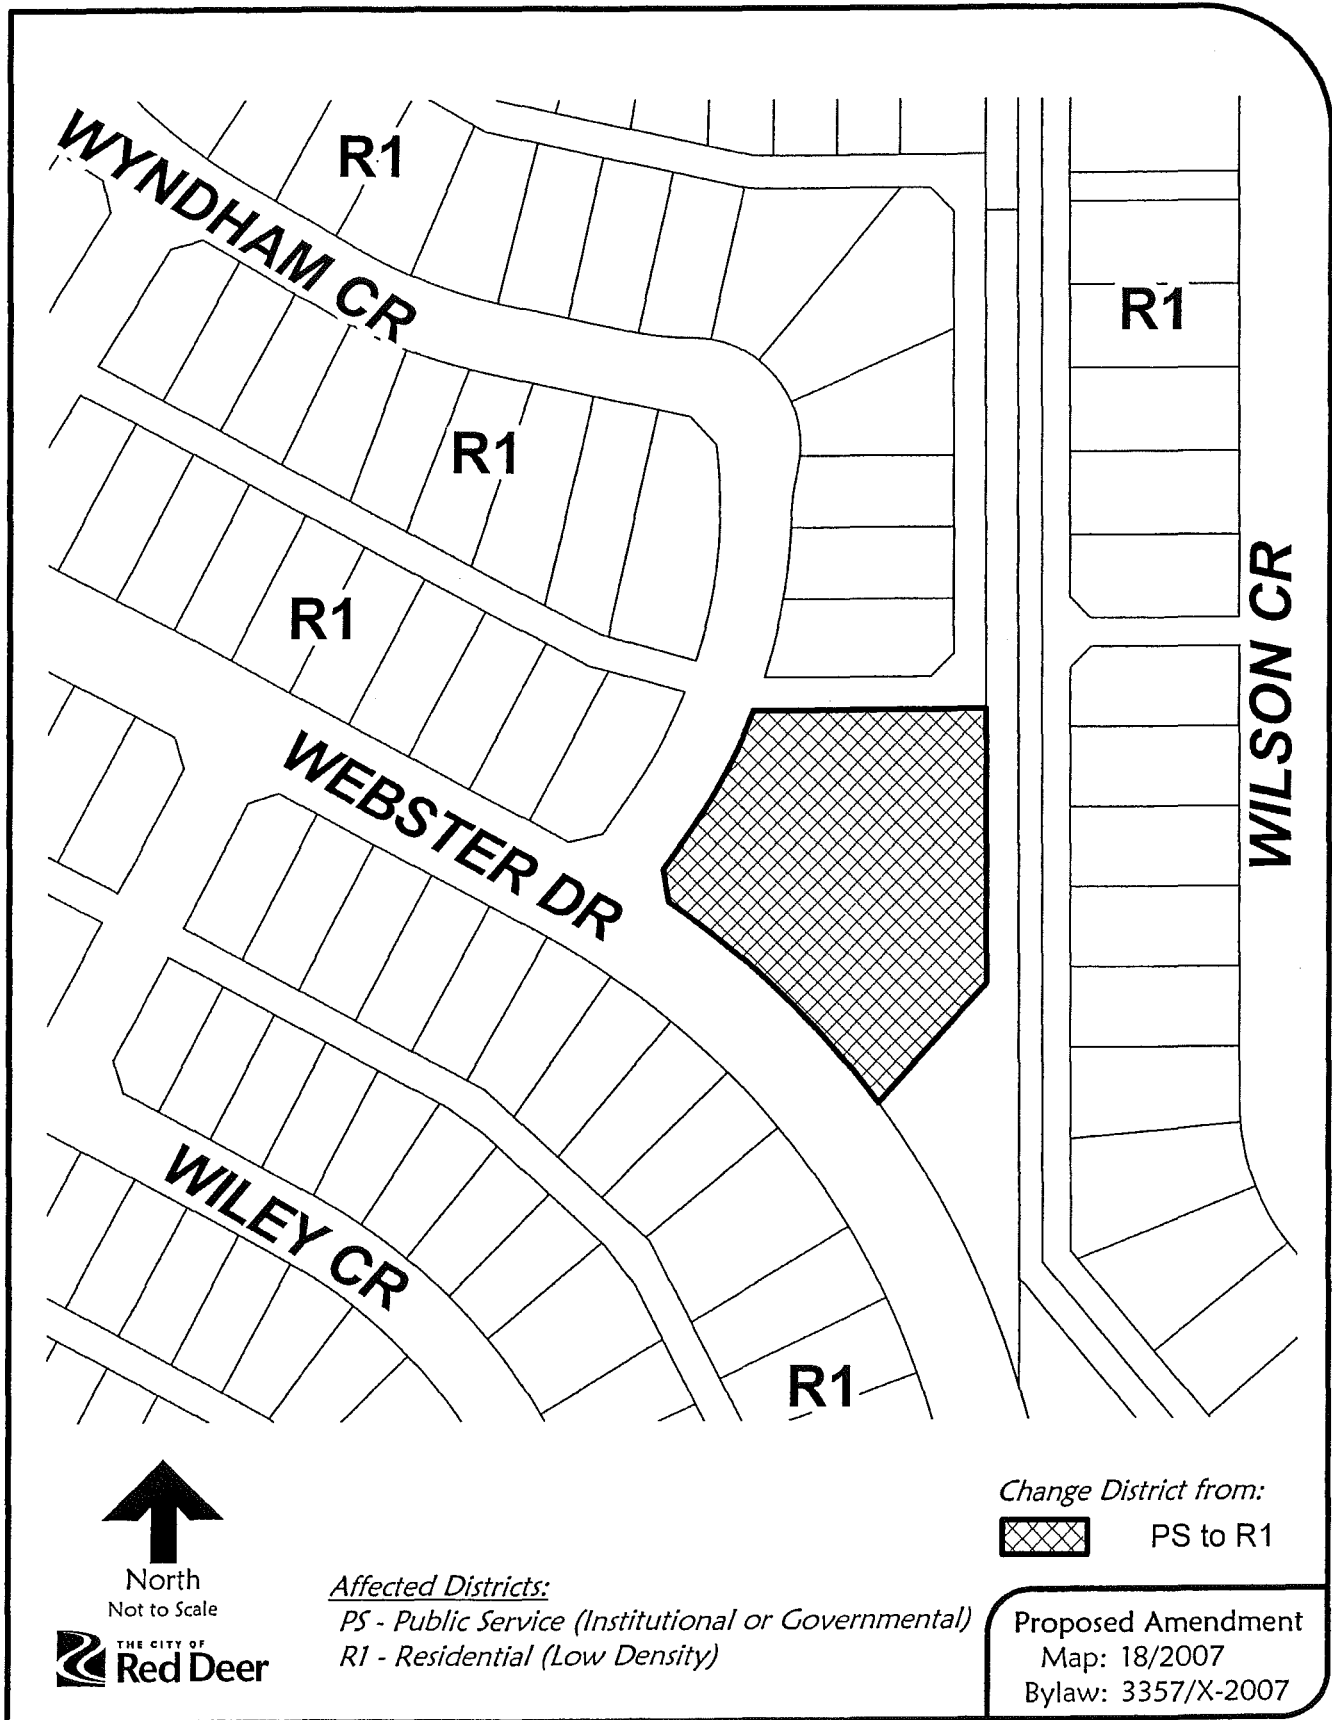 WYNDHAM CR
R1
R1
R1
R1
WILSON CR
WEBSTER DR
WILEY CR
R1
North
Not to Scale
THE CITY OF
Red Deer
Affected Districts:
PS - Public Service (Institutional or Governmental)
R1 - Residential (Low Density)
Change District from:
PS to R1
Proposed Amendment
Map: 18/2007
Bylaw: 3357/X-2007